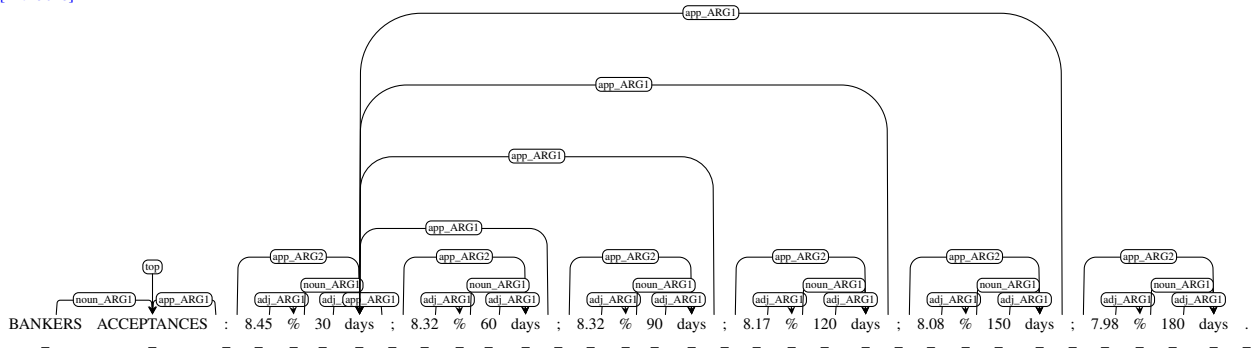 app_ARG1
app_ARG1
app_ARG1
app_ARG1
app_ARG2 app_ARG2 app_ARG2 app_ARG2 app_ARG2 app_ARG2
top
noun_ARG1 noun_ARG1 noun_ARG1 noun_ARG1 noun_ARG1 noun_ARG1
noun_ARG1 app_ARG1 adj_ARG1 adj_ app_ARG1 adj_ARG1 adj_ARG1 adj_ARG1 adj_ARG1 adj_ARG1 adj_ARG1 adj_ARG1 adj_ARG1 adj_ARG1 adj_ARG1
BANKERS ACCEPTANCES : 8.45 % 30 days ; 8.32 % 60 days ; 8.32 % 90 days ; 8.17 % 120 days ; 8.08 % 150 days ; 7.98 % 180 days .
_ _ _ _ _ _ _ _ _ _ _ _ _ _ _ _ _ _ _ _ _ _ _ _ _ _ _ _ _ _ _ _ _